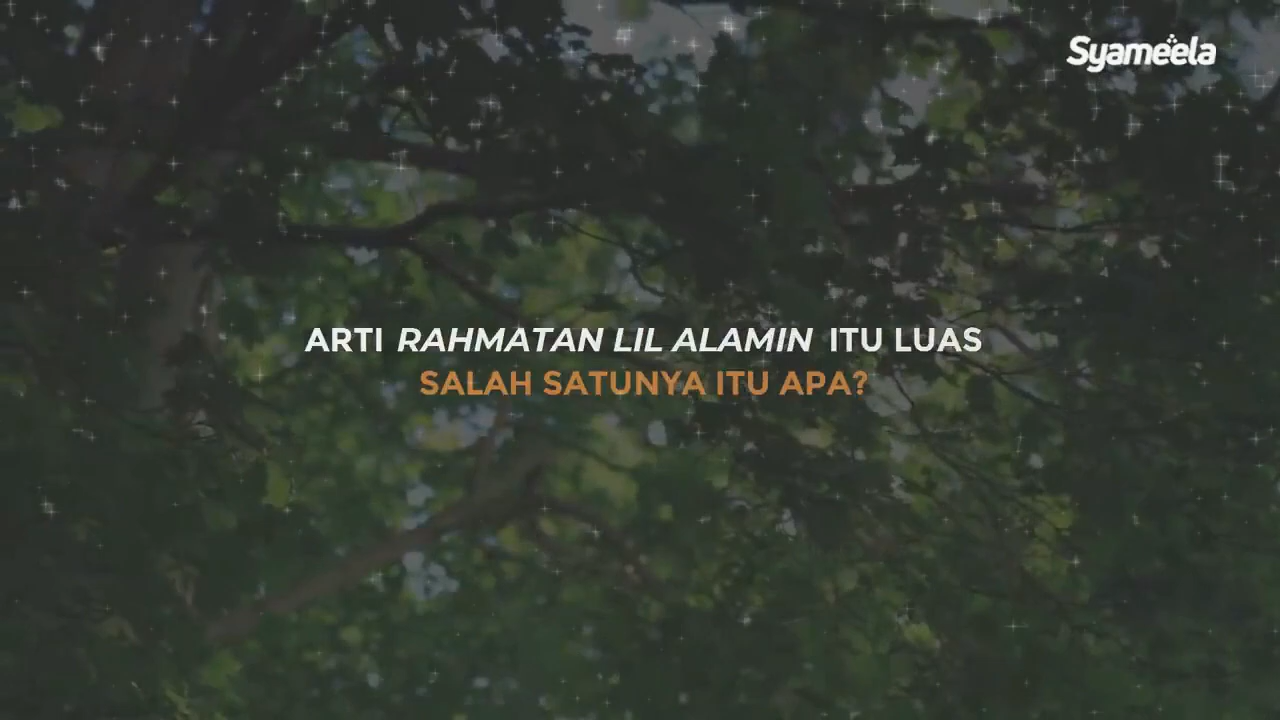 Syameela
ARTI RAHMATAN LIL ALAMIN ITU LUAS
SALAH SATUNYA ITU APA?